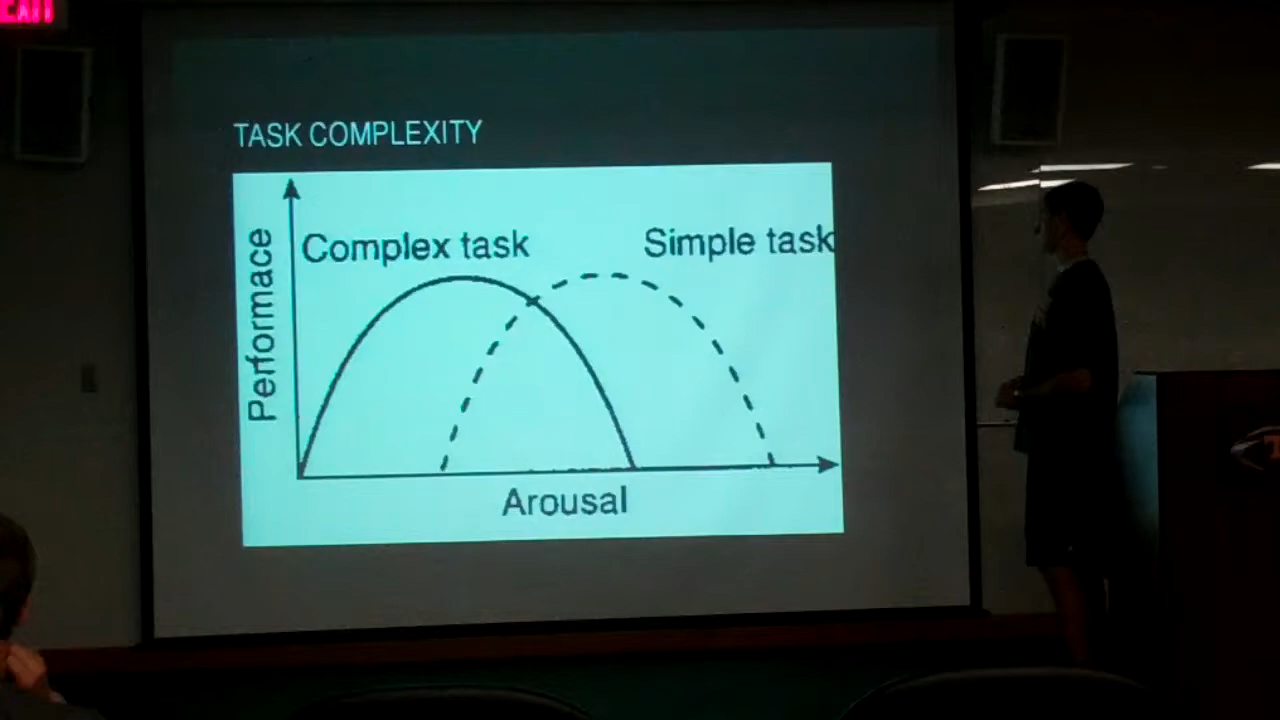 EXIT
TASK COMPLEXITY
Complex task
Simple task
Performace
Arousal